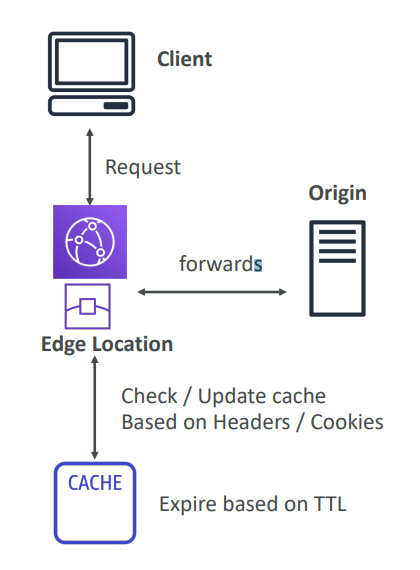 Client
Request
Origin
forwards
Edge Location
Check / Update cache
Based on Headers / Cookies
CACHE
Expire based on TTL